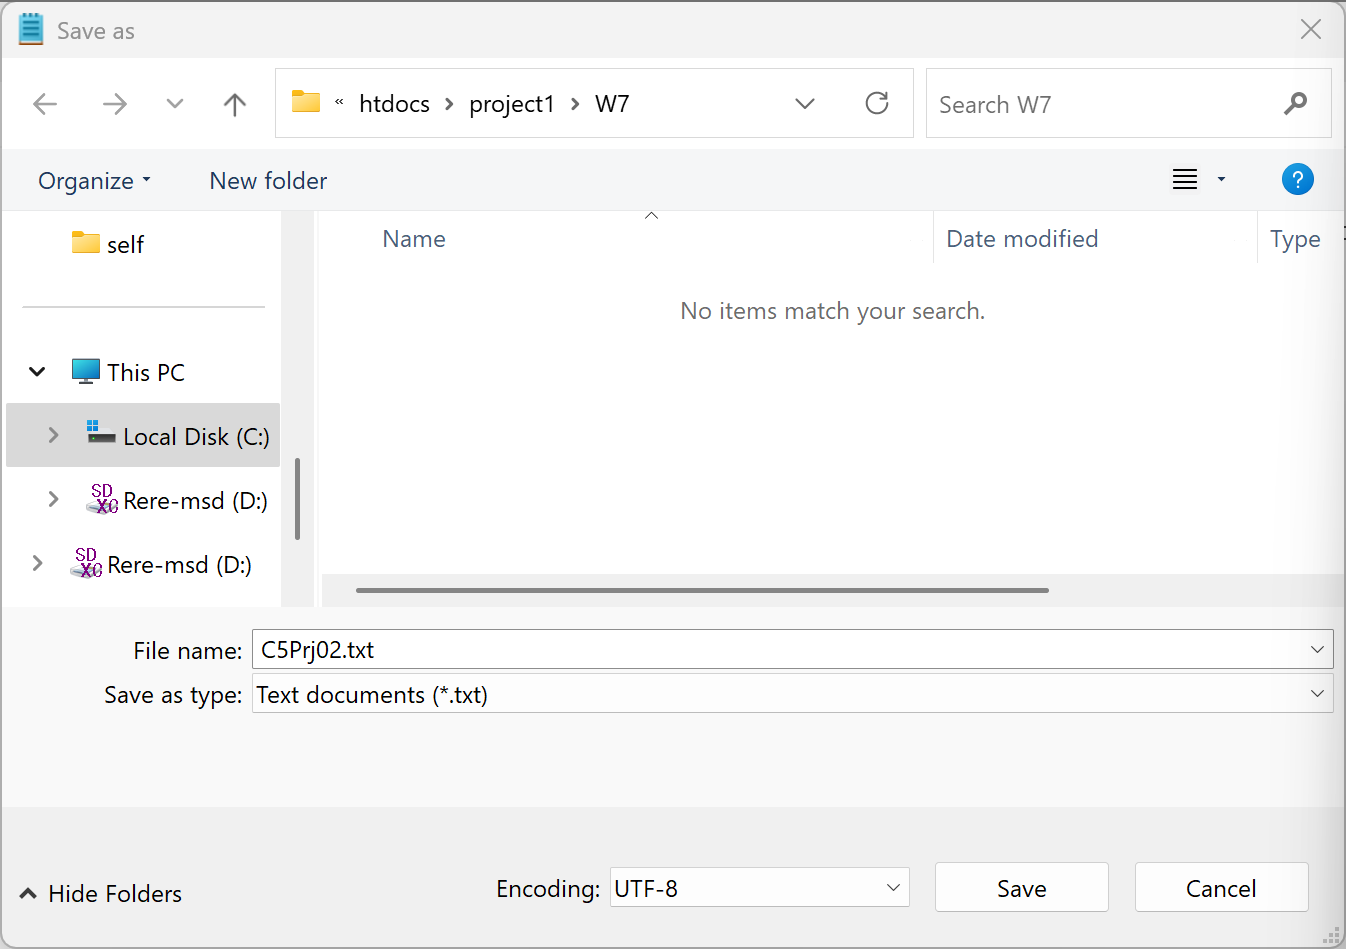 Save as
« htdocs > project1 > W7
Search W7
Organize
New folder
?
self
Name
Date modified
Type
No items match your search.
This PC
Local Disk (C:)
SD XC Rere-msd (D:)
SD XC Rere-msd (D:)
File name: C5Prj02.txt
Save as type: Text documents (*.txt)
Hide Folders
Encoding: UTF-8
Save
Cancel